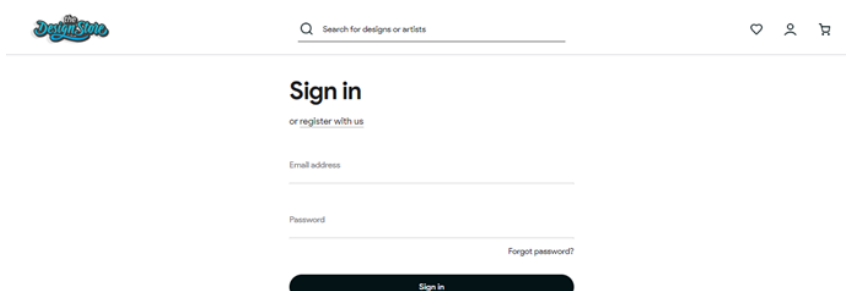 the
Design Store
Search for designs or artists
Sign in
or register with us
Email address
Password
Forgot password?
Sign in